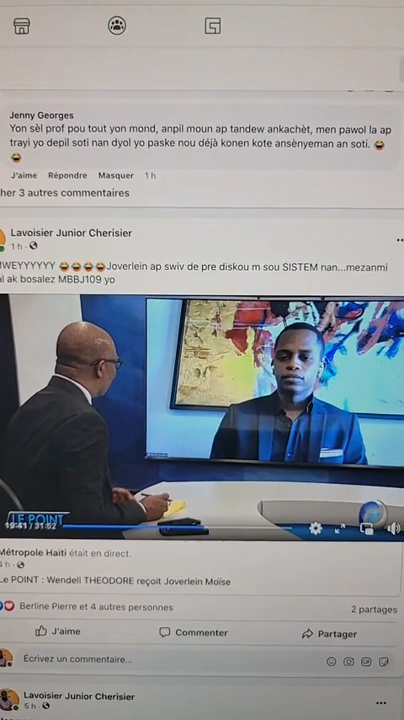 Jenny Georges
Yon sèl prof pou tout yon mond, anpil moun ap tandew ankachèt, men pawol la ap
trayi yo depil soti nan dyol yo paske nou déjà konen kote ansènyeman an soti. 😂
😂
J'aime Répondre Masquer 1 h
her 3 autres commentaires
Lavoisier Junior Cherisier
1 h ·
WEYYYYYY 😂😂😂😂Joverlein ap swiv de pre diskou m sou SISTEM nan...mezanmi
al ak bosalez MBBJ109 yo
LE POINT
19:41 / 31:52
Métropole Haiti était en direct.
h ·
Le POINT : Wendell THEODORE reçoit Joverlein Moïse
Berline Pierre et 4 autres personnes
2 partages
J'aime
Commenter
Partager
Écrivez un commentaire...
Lavoisier Junior Cherisier
5 h ·